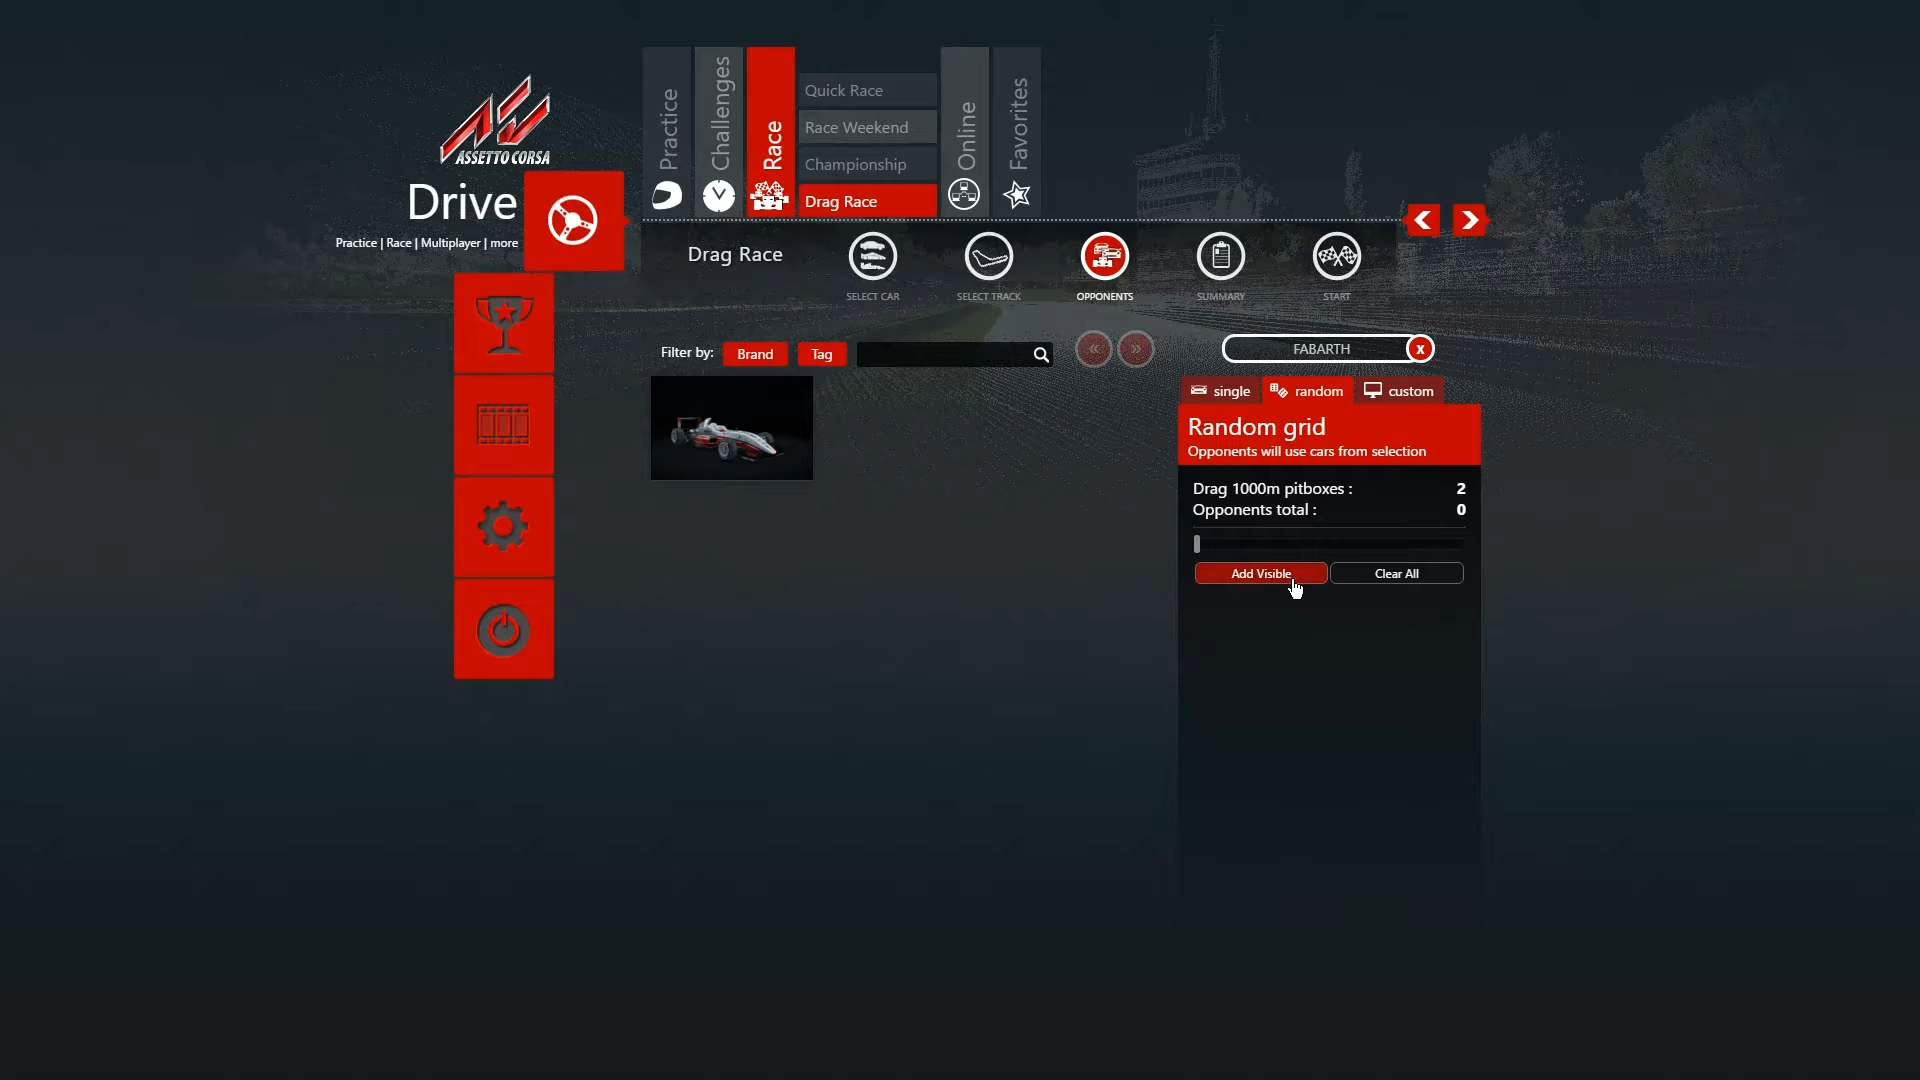 ASSETTO CORSA
Drive
Practice | Race | Multiplayer | more
Practice
Challenges
Race
Quick Race
Race Weekend
Championship
Drag Race
Online
Favorites
Drag Race
SELECT CAR
SELECT TRACK
OPPONENTS
SUMMARY
START
Filter by:
Brand
Tag
FABARTH
x
single
random
custom
Random grid
Opponents will use cars from selection
Drag 1000m pitboxes : 2
Opponents total : 0
Add Visible
Clear All